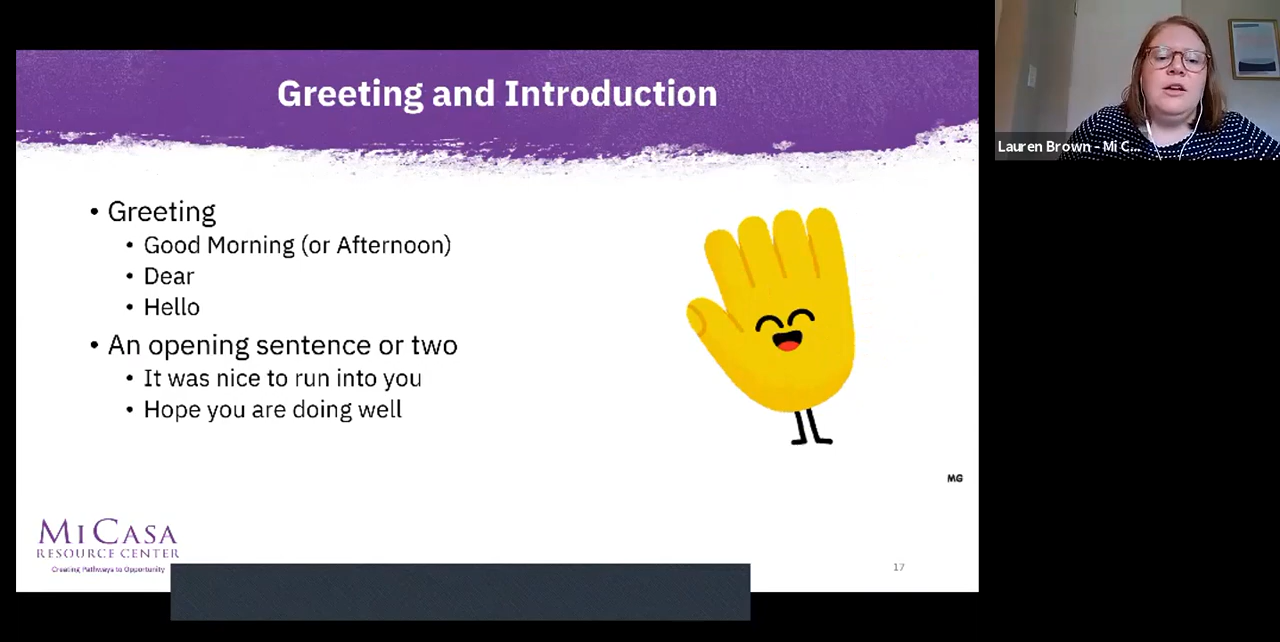 Greeting and Introduction
• Greeting
• Good Morning (or Afternoon)
• Dear
• Hello
• An opening sentence or two
• It was nice to run into you
• Hope you are doing well
MG
MI CASA
RESOURCE CENTER
Creating Pathways to Opportunity
17
Lauren Brown - Mi C...